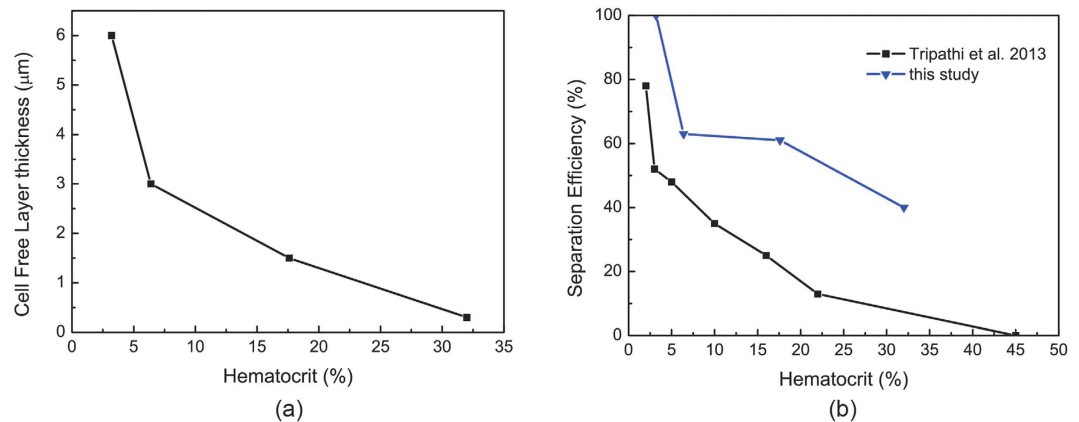 6
5
4
3
2
1
0
Cell Free Layer thickness (μm)
0 5 10 15 20 25 30 35
Hematocrit (%)
(a)
100
80
60
40
20
0
Separation Efficiency (%)
Tripathi et al. 2013
this study
0 5 10 15 20 25 30 35 40 45 50
Hematocrit (%)
(b)